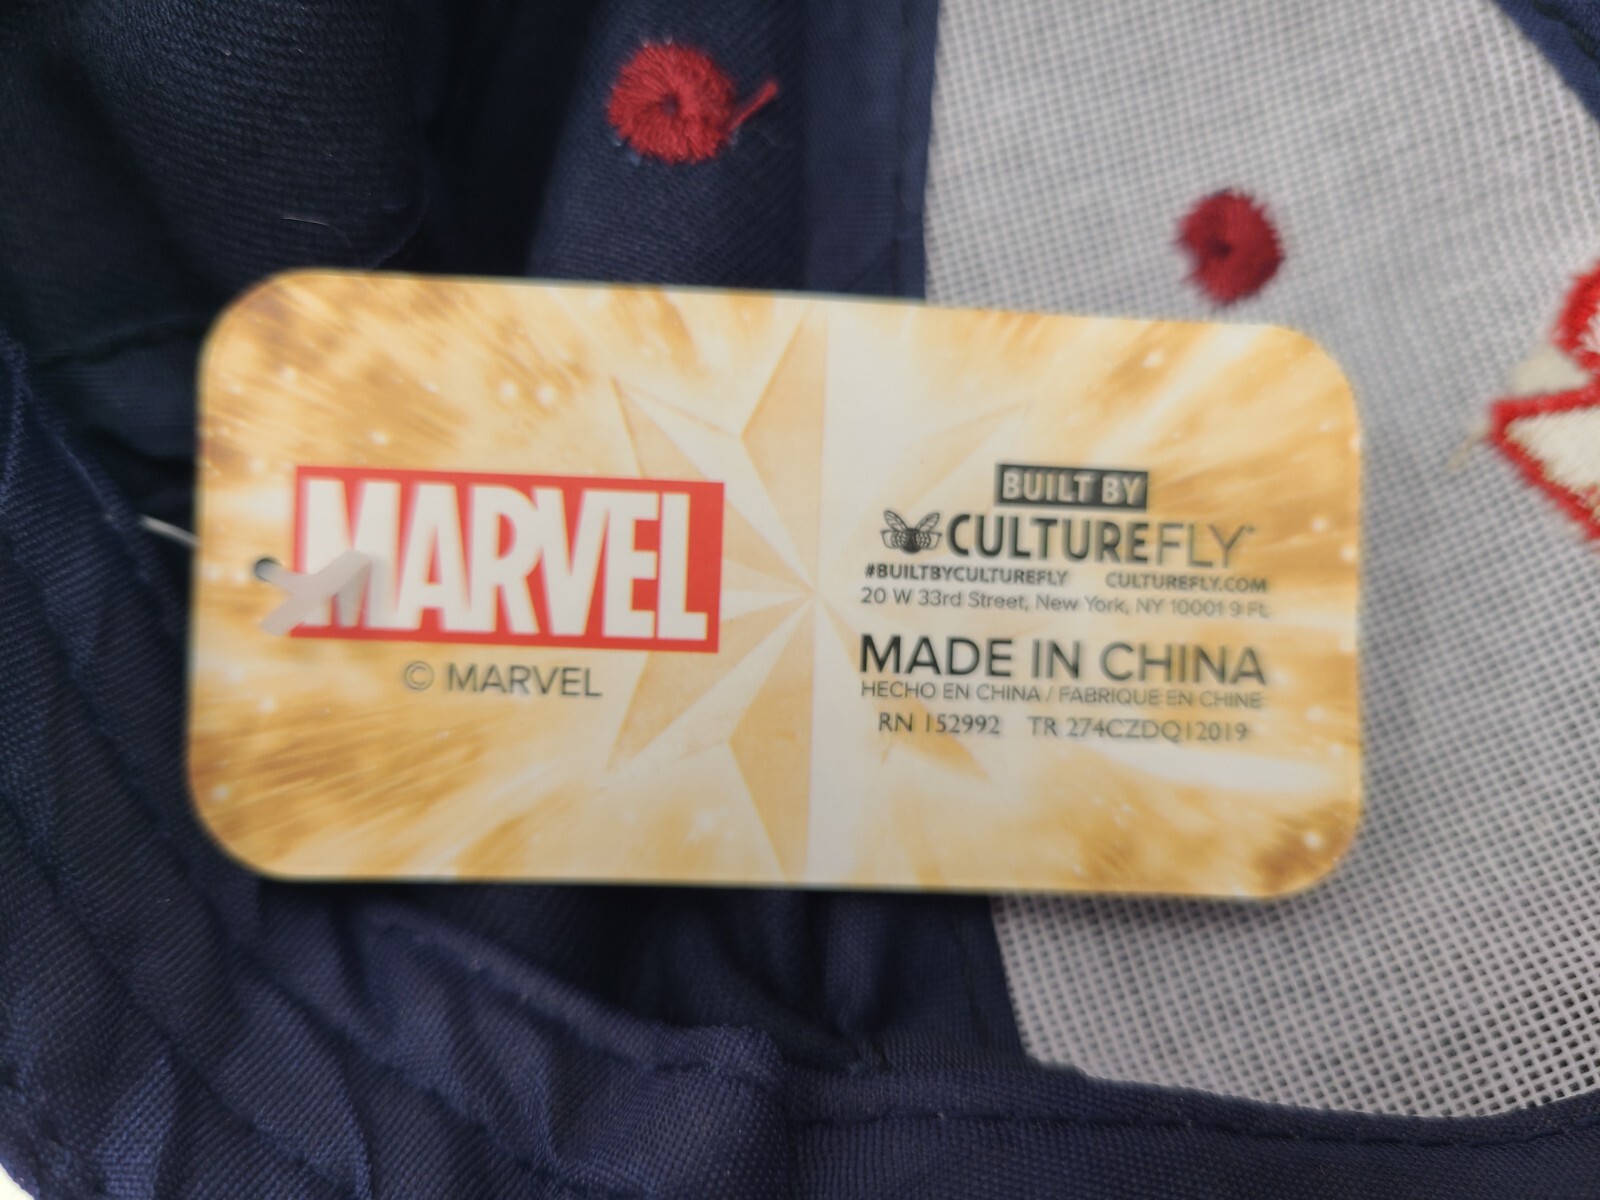 MARVEL
© MARVEL
BUILT BY
CULTUREFLY™
#BUILTBYCULTUREFLY CULTUREFLY.COM
20 W 33rd Street, New York, NY 10001 9 FL
MADE IN CHINA
HECHO EN CHINA / FABRIQUE EN CHINE
RN 152992 TR 274CZDQ12019